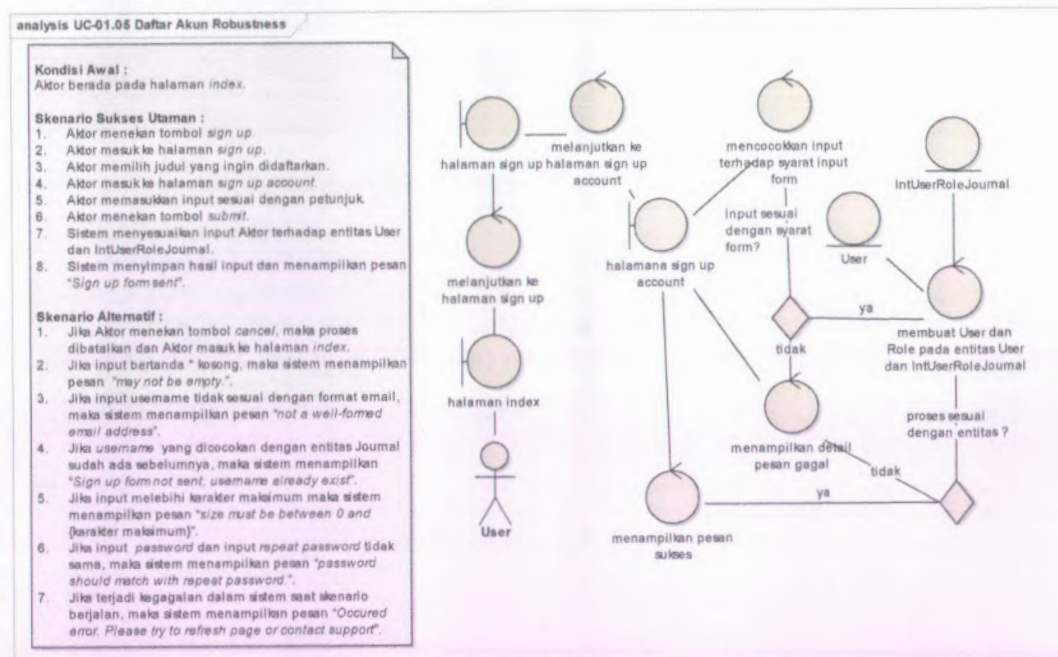 analysis UC-01.05 Daftar Akun Robustness
Kondisi Awal :
Aktor berada pada halaman index.
Skenario Sukses Utaman :
1. Aktor menekan tombol sign up.
2. Aktor masuk ke halaman sign up.
3. Aktor memilih judul yang ingin didaftarkan.
4. Aktor masuk ke halaman sign up account.
5. Aktor memasukkan input sesuai dengan petunjuk.
6. Aktor menekan tombol submit.
7. Sistem menyesuaikan input Aktor terhadap entitas User
dan IntUserRoleJournal.
8. Sistem menyimpan hasil input dan menampilkan pesan
"Sign up form sent".
Skenario Alternatif :
1. Jika Aktor menekan tombol cancel, maka proses
dibatalkan dan Aktor masuk ke halaman index.
2. Jika input bertanda * kosong, maka sistem menampilkan
pesan "may not be empty.".
3. Jika input username tidak sesuai dengan format email,
maka sistem menampilkan pesan "not a well-formed
email address".
4. Jika username yang dicocokan dengan entitas Journal
sudah ada sebelumnya, maka sistem menampilkan
"Sign up form not sent, username already exist".
5. Jika input melebihi karakter maksimum maka sistem
menampilkan pesan "size must be between 0 and
{karakter maksimum}".
6. Jika input password dan input repeat password tidak
sama, maka sistem menampilkan pesan "password
should match with repeat password.".
7. Jika terjadi kegagalan dalam sistem saat skenario
berjalan, maka sistem menampilkan pesan "Occured
error. Please try to refresh page or contact support".
halaman sign up
melanjutkan ke
halaman sign up
account
mencocokkan input
terhadap syarat input
form
IntUserRoleJournal
Input sesuai
dengan syarat
form?
User
halamana sign up
account
melanjutkan ke
halaman sign up
ya
membuat User dan
Role pada entitas User
dan IntUserRoleJournal
tidak
halaman index
proses sesuai
dengan entitas ?
menampilkan detail
pesan gagal
tidak
ya
User
menampilkan pesan
sukses